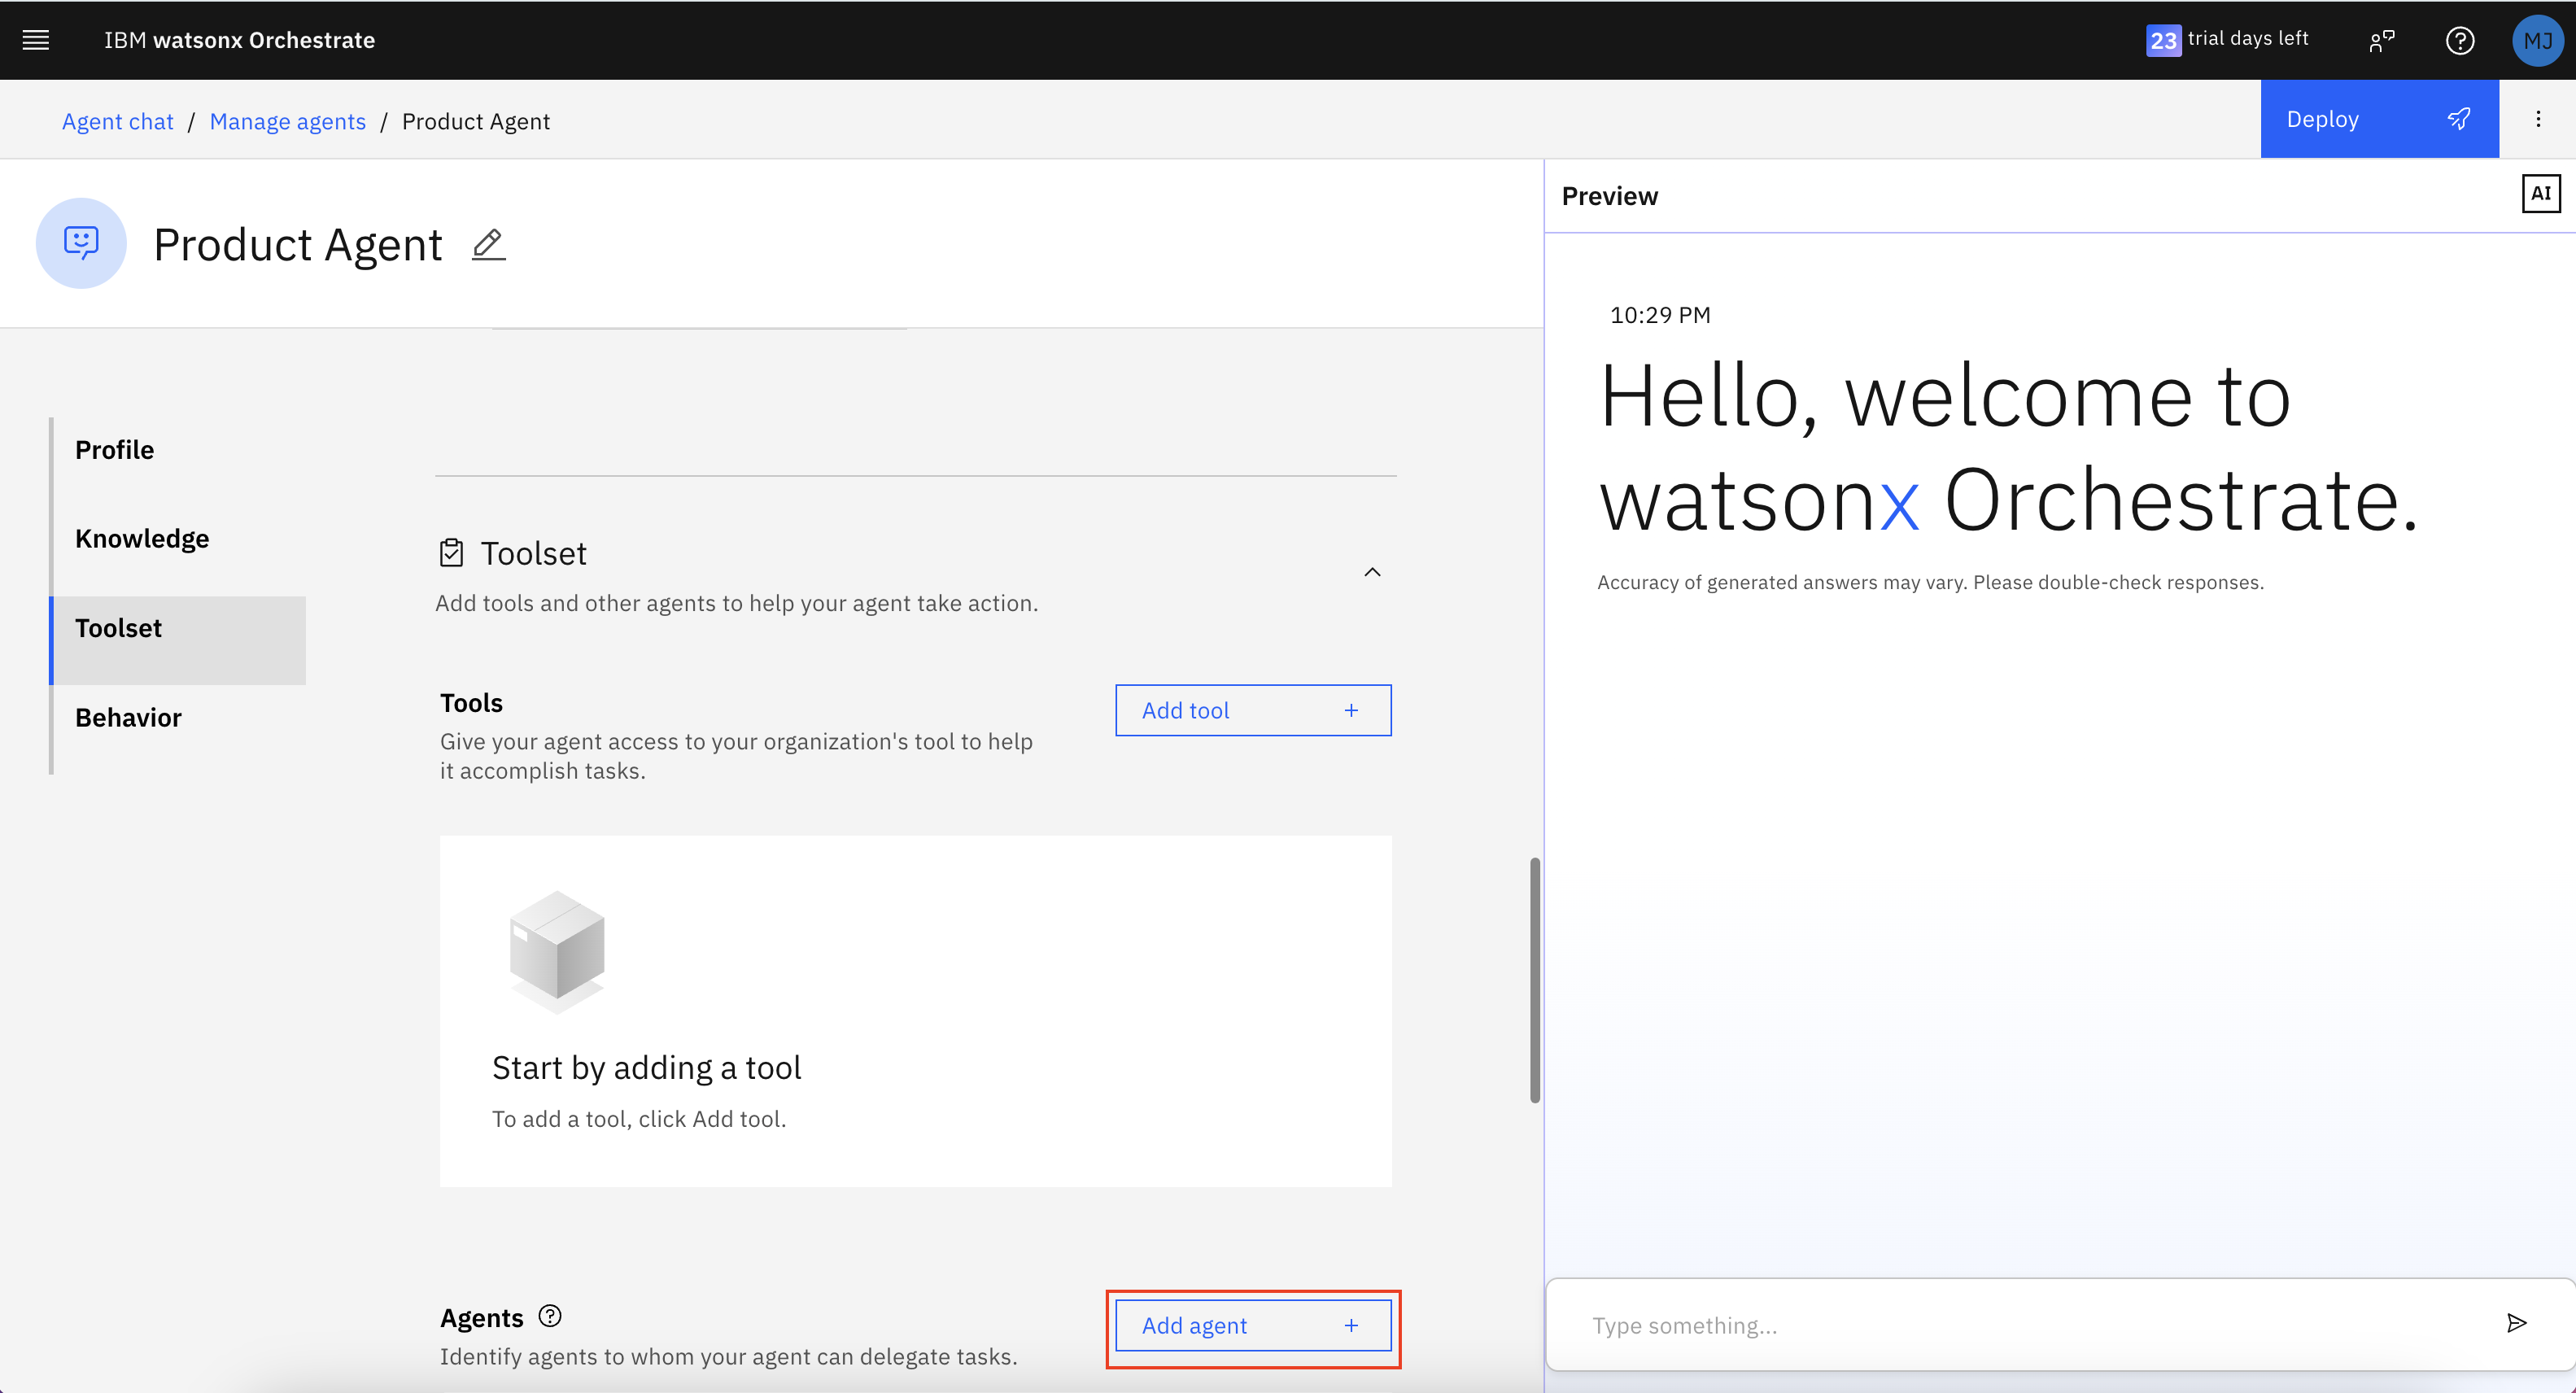 IBM watsonx Orchestrate
23 trial days left
MJ
Agent chat / Manage agents / Product Agent
Deploy
Product Agent
Profile
Knowledge
Toolset
Behavior
Toolset
Add tools and other agents to help your agent take action.
Tools
Add tool +
Give your agent access to your organization's tool to help
it accomplish tasks.
Start by adding a tool
To add a tool, click Add tool.
Agents ?
Add agent +
Identify agents to whom your agent can delegate tasks.
Preview
AI
10:29 PM
Hello, welcome to
watsonx Orchestrate.
Accuracy of generated answers may vary. Please double-check responses.
Type something...